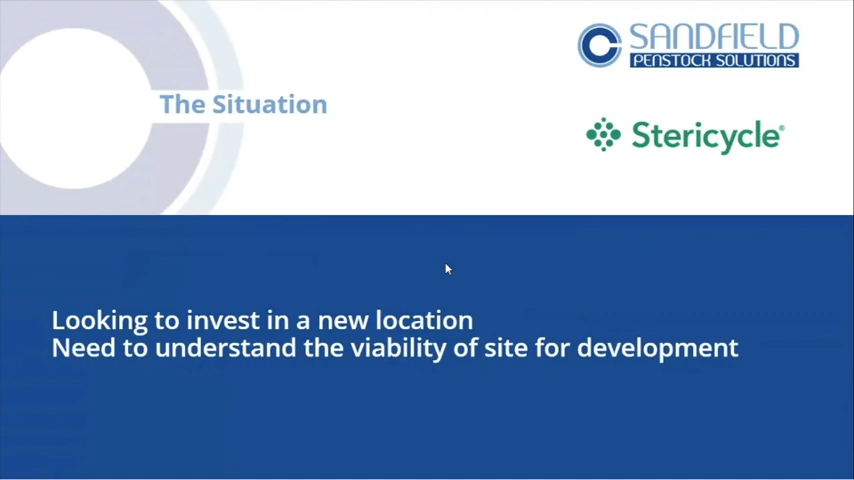 SANDFIELD
PENSTOCK SOLUTIONS
The Situation
Stericycle®
Looking to invest in a new location
Need to understand the viability of site for development